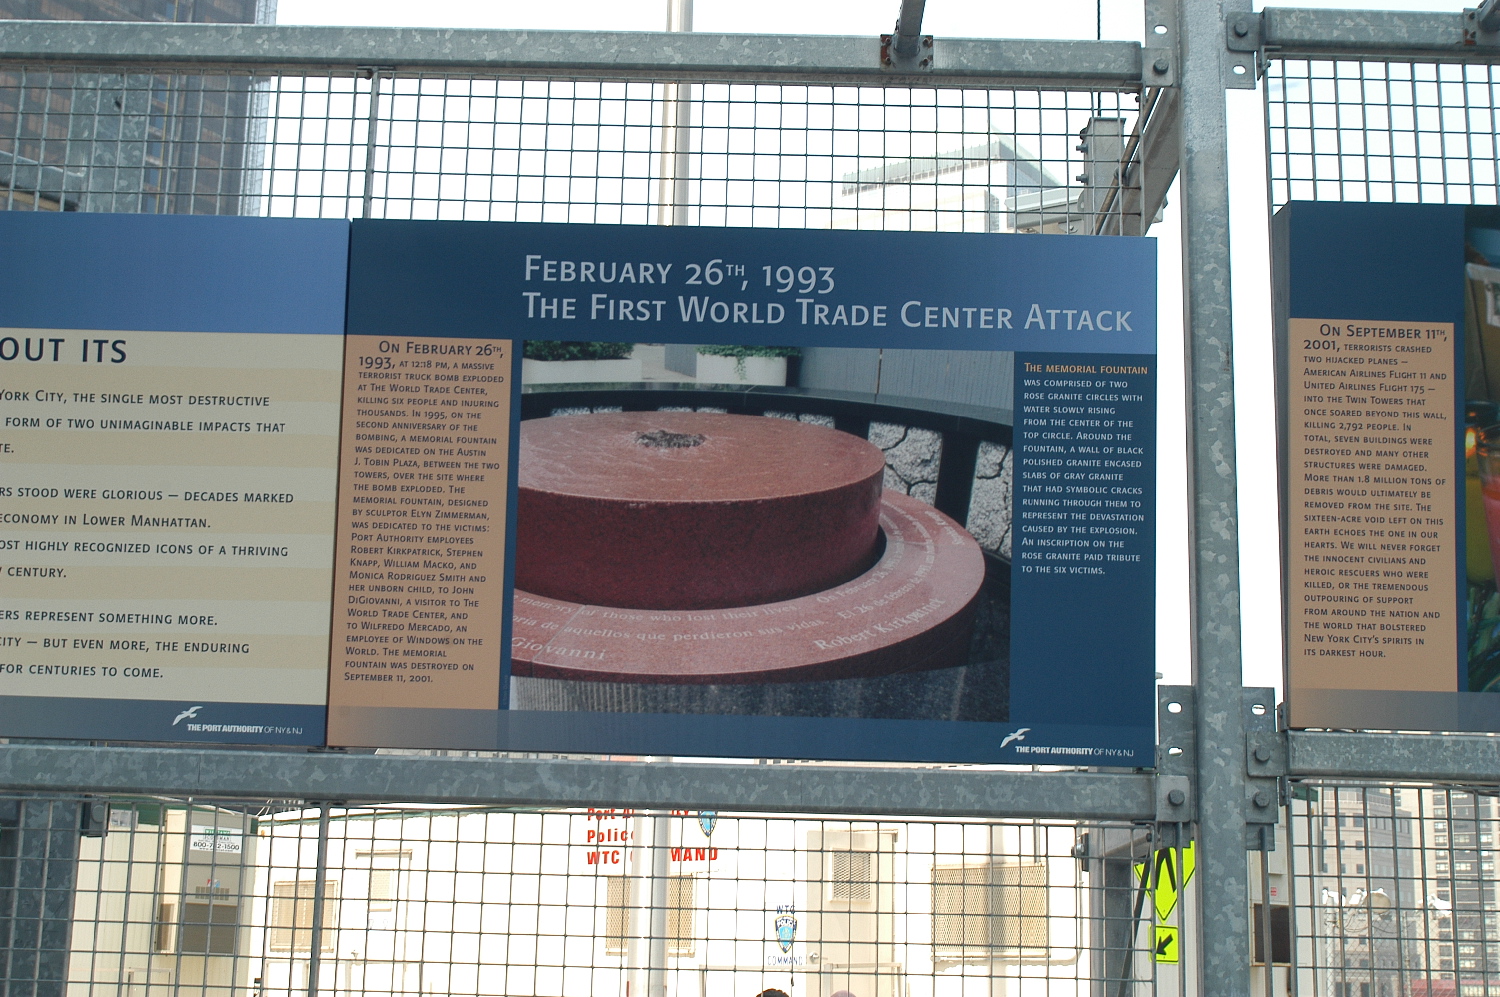 OUT ITS
YORK CITY, THE SINGLE MOST DESTRUCTIVE
FORM OF TWO UNIMAGINABLE IMPACTS THAT
TE.
RS STOOD WERE GLORIOUS — DECADES MARKED
ECONOMY IN LOWER MANHATTAN.
OST HIGHLY RECOGNIZED ICONS OF A THRIVING
CENTURY.
ERS REPRESENT SOMETHING MORE.
CITY — BUT EVEN MORE, THE ENDURING
FOR CENTURIES TO COME.
THE PORT AUTHORITY OF NY & NJ
FEBRUARY 26TH, 1993
THE FIRST WORLD TRADE CENTER ATTACK
ON FEBRUARY 26TH,
1993, AT 12:18 PM, A MASSIVE
TERRORIST TRUCK BOMB EXPLODED
AT THE WORLD TRADE CENTER,
KILLING SIX PEOPLE AND INJURING
THOUSANDS. IN 1995, ON THE
SECOND ANNIVERSARY OF THE
BOMBING, A MEMORIAL FOUNTAIN
WAS DEDICATED ON THE AUSTIN
J. TOBIN PLAZA, BETWEEN THE TWO
TOWERS, OVER THE SITE WHERE
THE BOMB EXPLODED. THE
MEMORIAL FOUNTAIN, DESIGNED
BY SCULPTOR ELYN ZIMMERMAN,
WAS DEDICATED TO THE VICTIMS:
PORT AUTHORITY EMPLOYEES
ROBERT KIRKPATRICK, STEPHEN
KNAPP, WILLIAM MACKO, AND
MONICA RODRIGUEZ SMITH AND
HER UNBORN CHILD, TO JOHN
DIGIOVANNI, A VISITOR TO THE
WORLD TRADE CENTER, AND
TO WILFREDO MERCADO, AN
EMPLOYEE OF WINDOWS ON THE
WORLD. THE MEMORIAL
FOUNTAIN WAS DESTROYED ON
SEPTEMBER 11, 2001.
memory of those who lost their lives
oria de aquellos que perdieron sus vidas
Giovanni
Robert Kirkpatrick
THE MEMORIAL FOUNTAIN
WAS COMPRISED OF TWO
ROSE GRANITE CIRCLES WITH
WATER SLOWLY RISING
FROM THE CENTER OF THE
TOP CIRCLE. AROUND THE
FOUNTAIN, A WALL OF BLACK
POLISHED GRANITE ENCASED
SLABS OF GRAY GRANITE
THAT HAD SYMBOLIC CRACKS
RUNNING THROUGH THEM TO
REPRESENT THE DEVASTATION
CAUSED BY THE EXPLOSION.
AN INSCRIPTION ON THE
ROSE GRANITE PAID TRIBUTE
TO THE SIX VICTIMS.
THE PORT AUTHORITY OF NY & NJ
ON SEPTEMBER 11TH,
2001, TERRORISTS CRASHED
TWO HIJACKED PLANES —
AMERICAN AIRLINES FLIGHT 11 AND
UNITED AIRLINES FLIGHT 175 —
INTO THE TWIN TOWERS THAT
ONCE SOARED BEYOND THIS WALL,
KILLING 2,792 PEOPLE. IN
TOTAL, SEVEN BUILDINGS WERE
DESTROYED AND MANY OTHER
STRUCTURES WERE DAMAGED.
MORE THAN 1.8 MILLION TONS OF
DEBRIS WOULD ULTIMATELY BE
REMOVED FROM THE SITE. THE
SIXTEEN-ACRE VOID LEFT ON THIS
EARTH ECHOES THE ONE IN OUR
HEARTS. WE WILL NEVER FORGET
THE INNOCENT CIVILIANS AND
HEROIC RESCUERS WHO WERE
KILLED, OR THE TREMENDOUS
OUTPOURING OF SUPPORT
FROM AROUND THE NATION AND
THE WORLD THAT BOLSTERED
NEW YORK CITY'S SPIRITS IN
ITS DARKEST HOUR.
Port
Police
WTC MAND
WTC
COMMAND